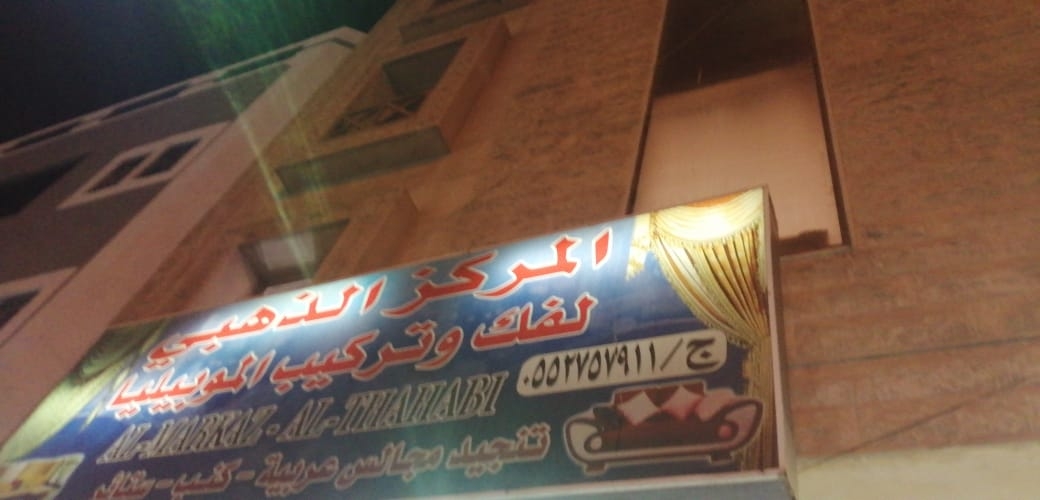 المركز الذهبي
لفك وتركيب الموبيليا
ج/٠٥٥٢٧٥٧٩١١
AL-MARKAZ - AL-THAHABI
تنجيد مجالس عربية - كنب - ستائر